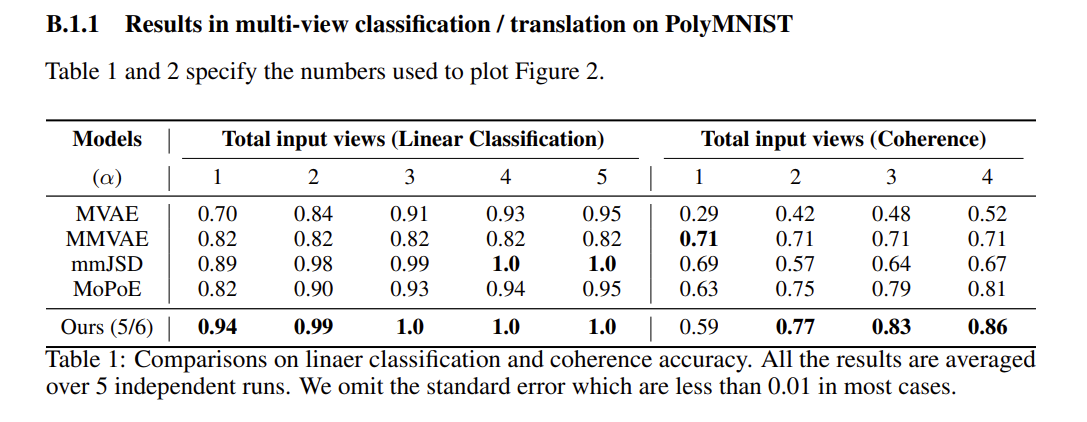 B.1.1 Results in multi-view classification / translation on PolyMNIST
Table 1 and 2 specify the numbers used to plot Figure 2.
Models | Total input views (Linear Classification) Total input views (Coherence)
(α) | 1 2 3 4 5 | 1 2 3 4
MVAE 0.70 0.84 0.91 0.93 0.95 0.29 0.42 0.48 0.52
MMVAE 0.82 0.82 0.82 0.82 0.82 0.71 0.71 0.71 0.71
mmJSD 0.89 0.98 0.99 1.0 1.0 0.69 0.57 0.64 0.67
MoPoE 0.82 0.90 0.93 0.94 0.95 0.63 0.75 0.79 0.81
Ours (5/6) | 0.94 0.99 1.0 1.0 1.0 | 0.59 0.77 0.83 0.86
Table 1: Comparisons on linaer classification and coherence accuracy. All the results are averaged
over 5 independent runs. We omit the standard error which are less than 0.01 in most cases.